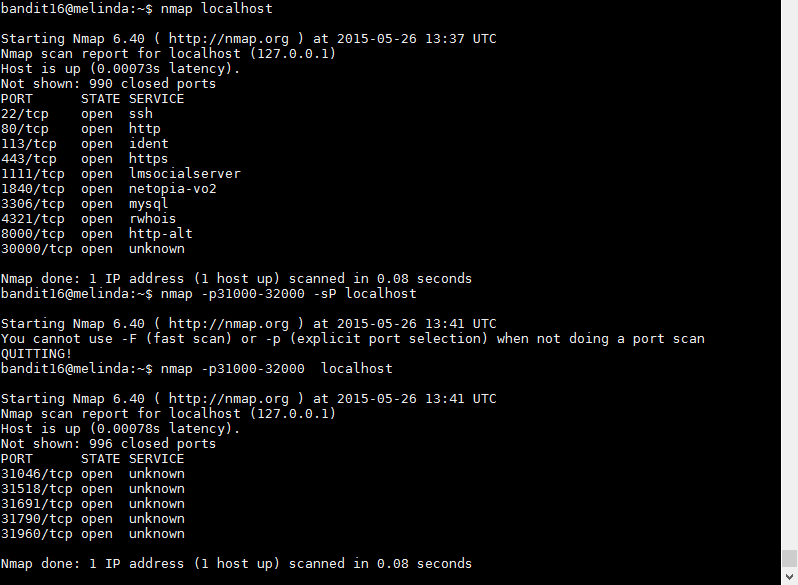 bandit16@melinda:~$ nmap localhost
Starting Nmap 6.40 ( http://nmap.org ) at 2015-05-26 13:37 UTC
Nmap scan report for localhost (127.0.0.1)
Host is up (0.00073s latency).
Not shown: 990 closed ports
PORT      STATE SERVICE
22/tcp    open  ssh
80/tcp    open  http
113/tcp   open  ident
443/tcp   open  https
1111/tcp  open  lmsocialserver
1840/tcp  open  netopia-vo2
3306/tcp  open  mysql
4321/tcp  open  rwhois
8000/tcp  open  http-alt
30000/tcp open  unknown
Nmap done: 1 IP address (1 host up) scanned in 0.08 seconds
bandit16@melinda:~$ nmap -p31000-32000 -sP localhost
Starting Nmap 6.40 ( http://nmap.org ) at 2015-05-26 13:41 UTC
You cannot use -F (fast scan) or -p (explicit port selection) when not doing a port scan
QUITTING!
bandit16@melinda:~$ nmap -p31000-32000  localhost
Starting Nmap 6.40 ( http://nmap.org ) at 2015-05-26 13:41 UTC
Nmap scan report for localhost (127.0.0.1)
Host is up (0.00078s latency).
Not shown: 996 closed ports
PORT      STATE SERVICE
31046/tcp open  unknown
31518/tcp open  unknown
31691/tcp open  unknown
31790/tcp open  unknown
31960/tcp open  unknown
Nmap done: 1 IP address (1 host up) scanned in 0.08 seconds